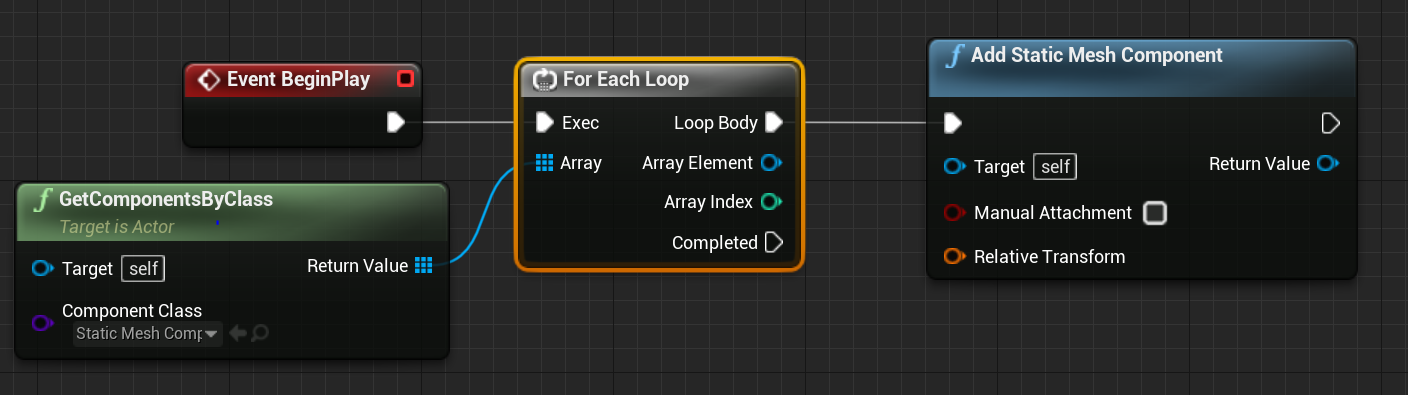 Event BeginPlay
GetComponentsByClass
Target is Actor
Target self
Return Value
Component Class
Static Mesh Comp
For Each Loop
Exec
Loop Body
Array
Array Element
Array Index
Completed
Add Static Mesh Component
Target self
Return Value
Manual Attachment
Relative Transform